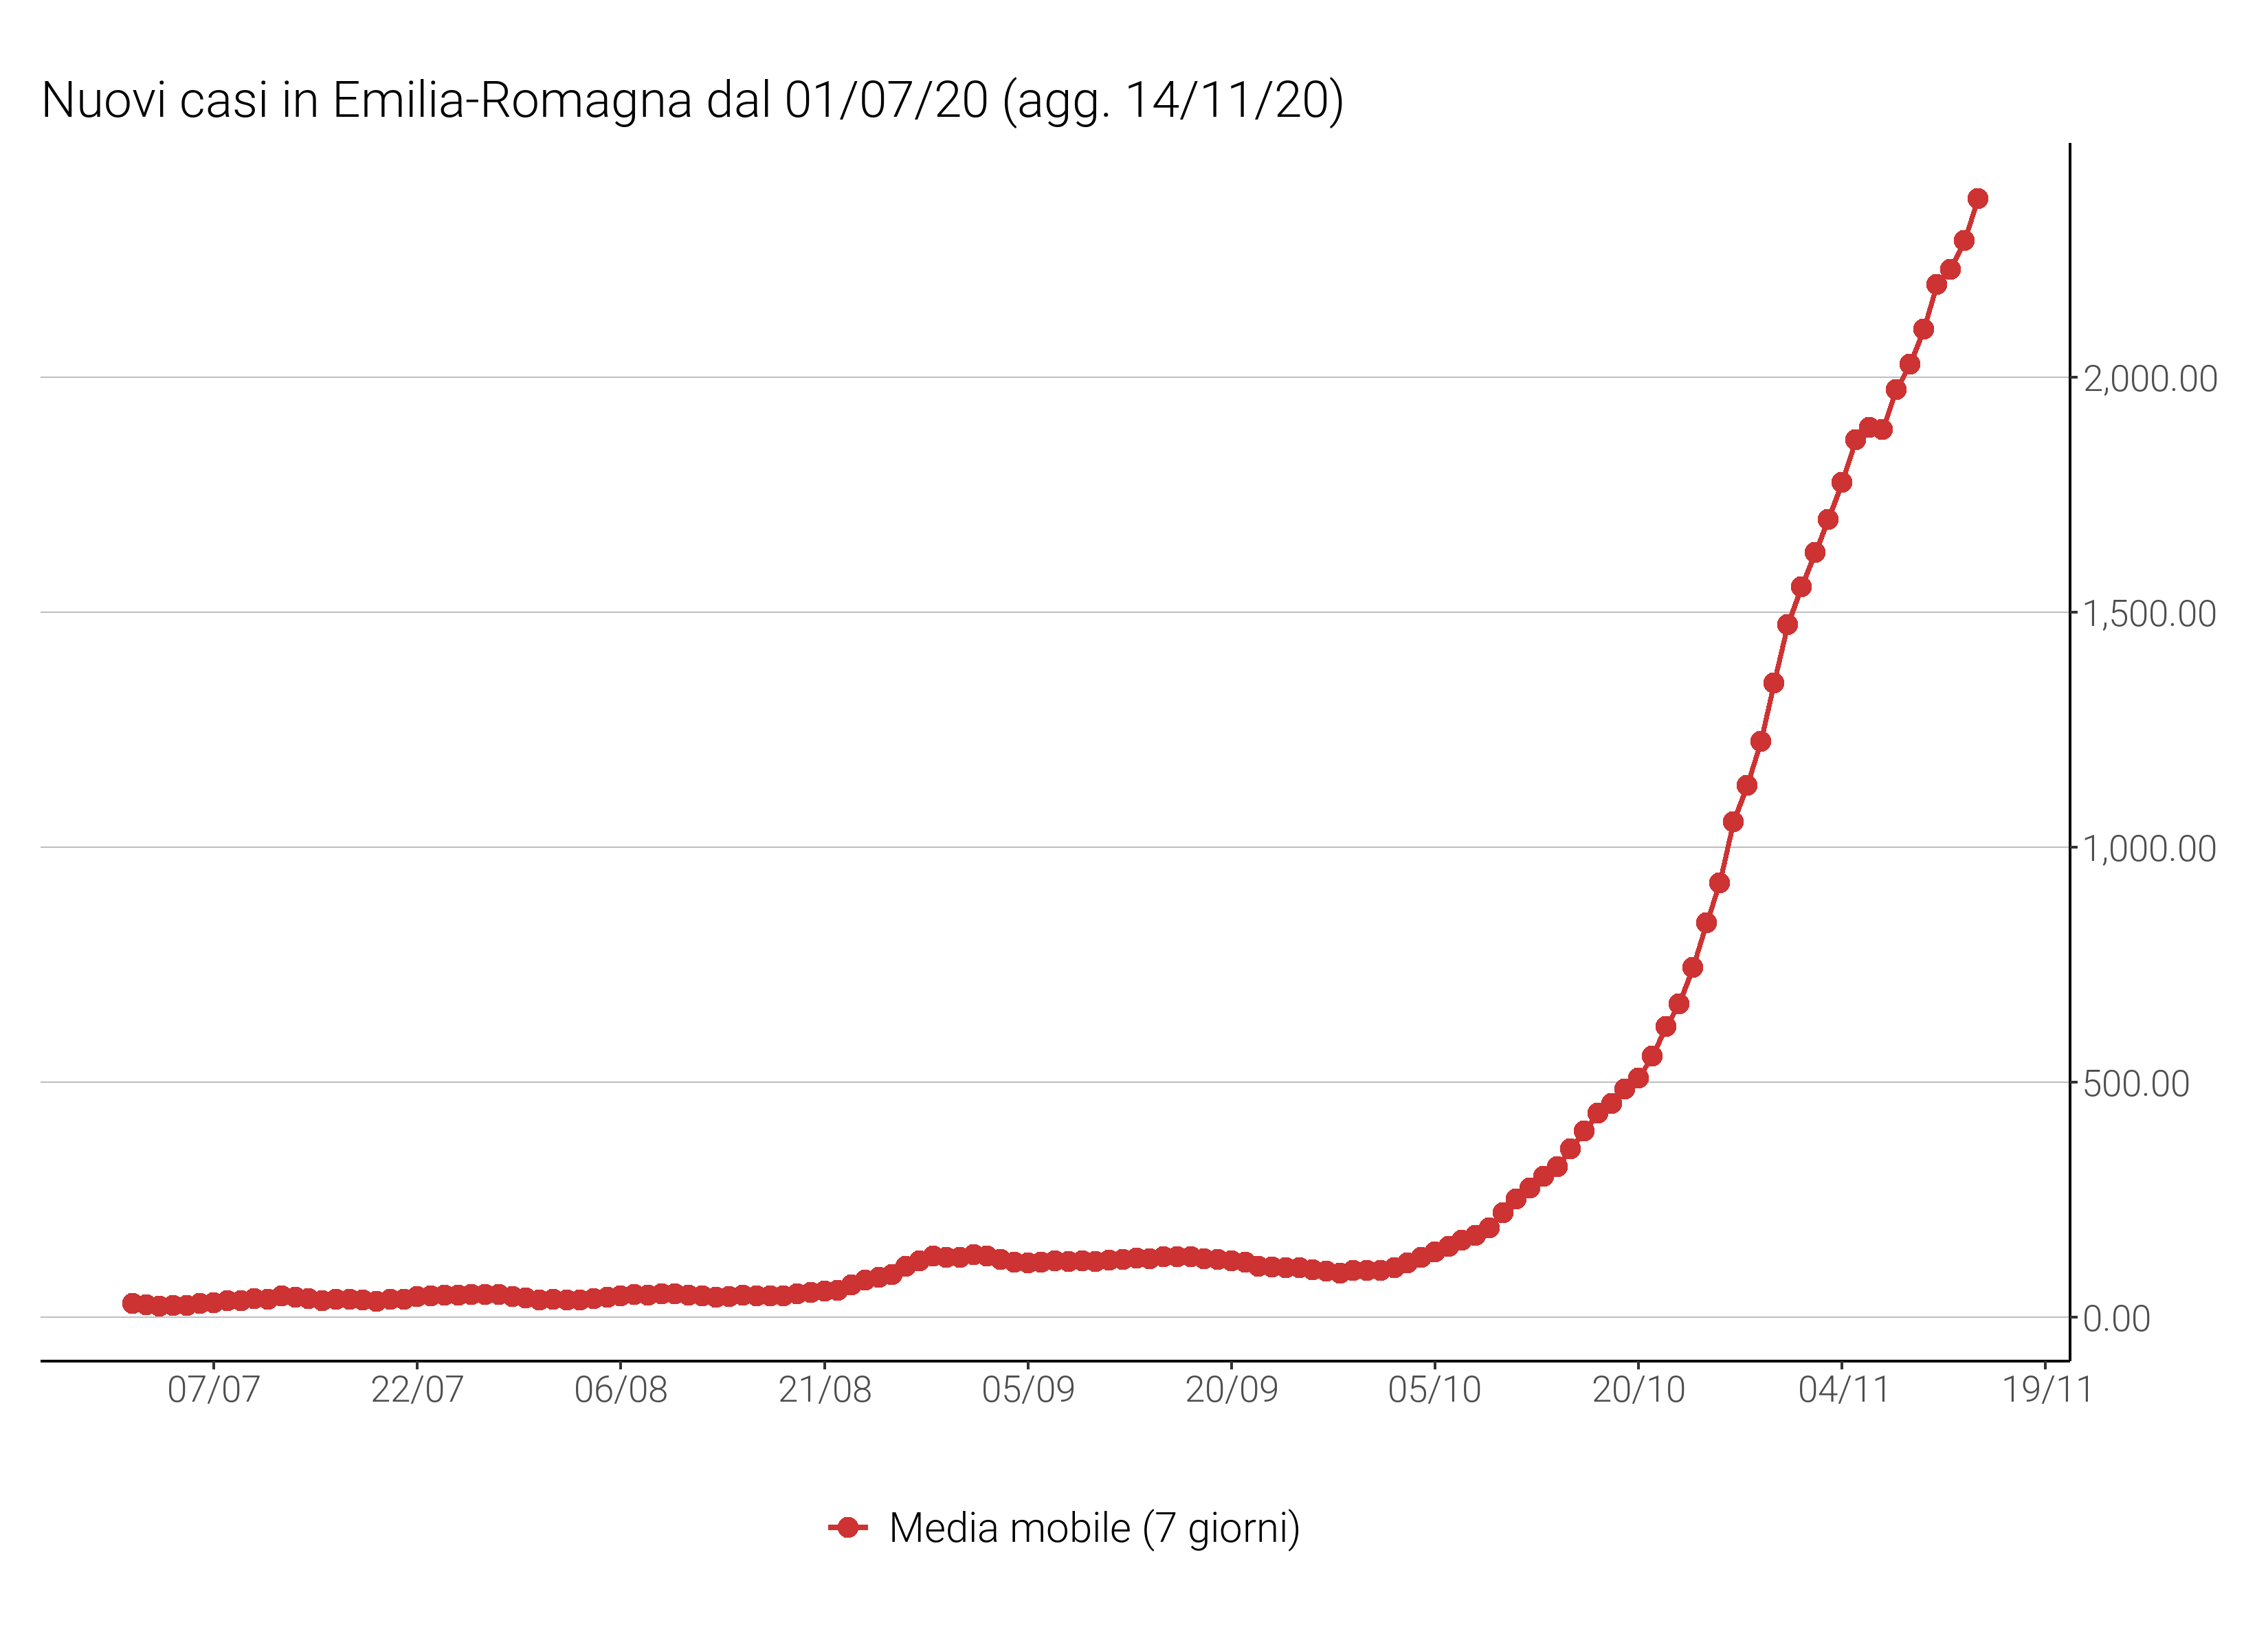 Nuovi casi in Emilia-Romagna dal 01/07/20 (agg. 14/11/20)
2,000.00
1,500.00
1,000.00
500.00
0.00
07/07 22/07 06/08 21/08 05/09 20/09 05/10 20/10 04/11 19/11
Media mobile (7 giorni)